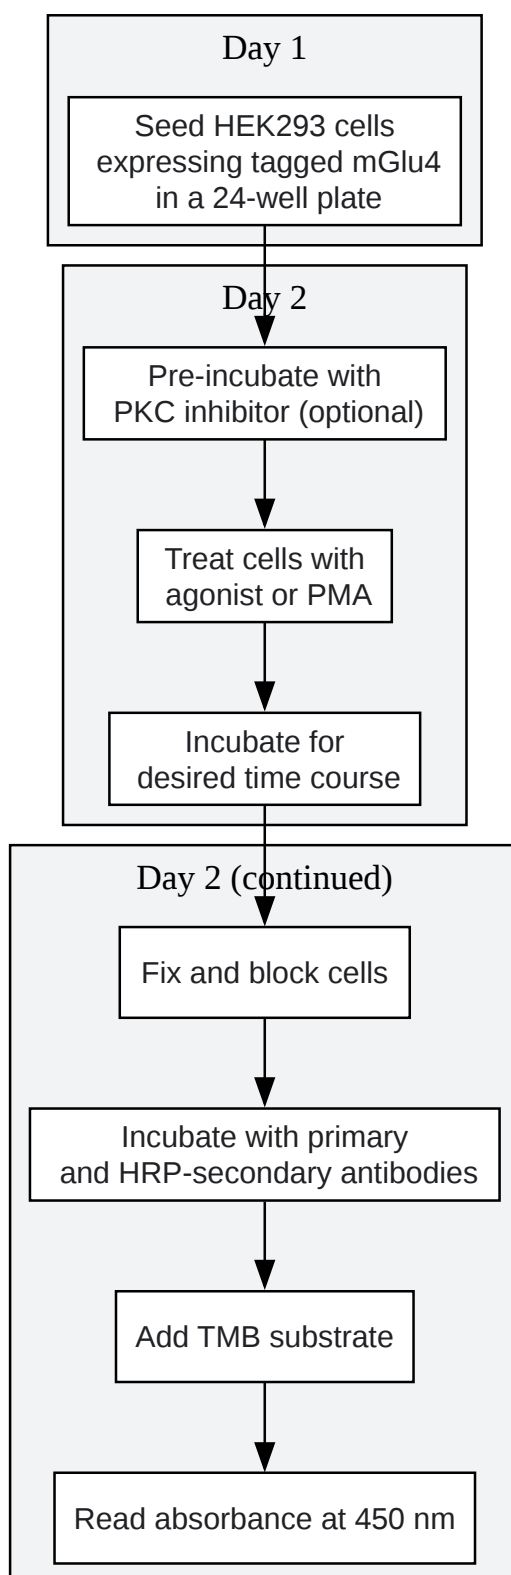 Day 1
Seed HEK293 cells
expressing tagged mGlu4
in a 24-well plate
Day 2
Pre-incubate with
PKC inhibitor (optional)
Treat cells with
agonist or PMA
Incubate for
desired time course
Day 2 (continued)
Fix and block cells
Incubate with primary
and HRP-secondary antibodies
Add TMB substrate
Read absorbance at 450 nm